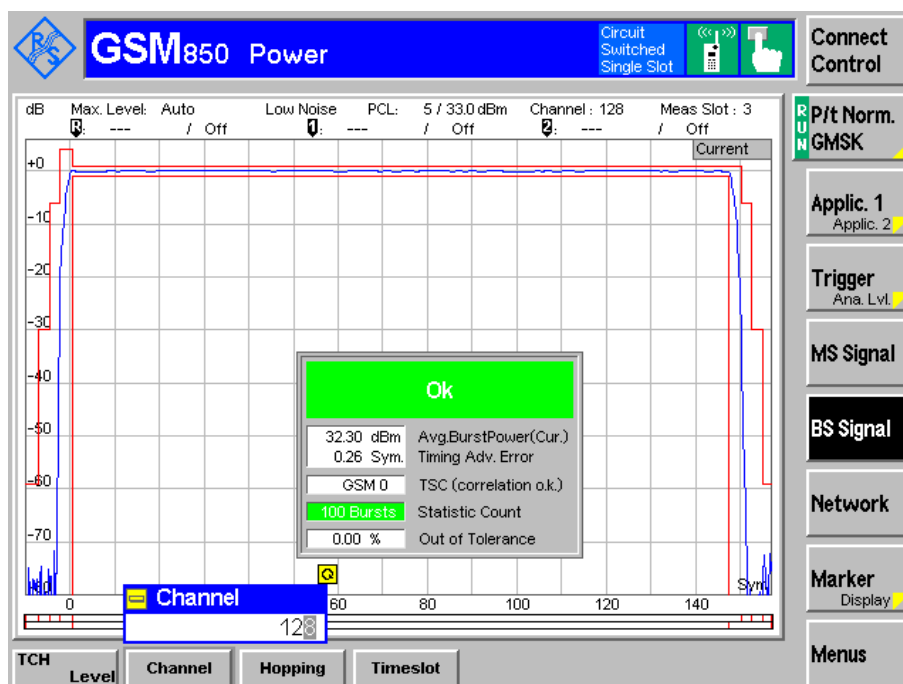 R&S
GSM850 Power
Circuit
Switched
Single Slot
Connect
Control
dB Max. Level: Auto Low Noise PCL: 5 / 33.0 dBm Channel : 128 Meas Slot : 3
R: --- / Off 1: --- / Off 2: --- / Off
Current
RUN
P/t Norm.
GMSK
Applic. 1
Applic. 2
Trigger
Ana. Lvl.
MS Signal
BS Signal
Network
Marker
Display
Menus
+0
-10
-20
-30
-40
-50
-60
-70
Ok
32.30 dBm Avg.BurstPower(Cur.)
0.26 Sym. Timing Adv. Error
GSM 0 TSC (correlation o.k.)
100 Bursts Statistic Count
0.00 % Out of Tolerance
Sym.
0 60 80 100 120 140
Channel
128
TCH
Level
Channel
Hopping
Timeslot